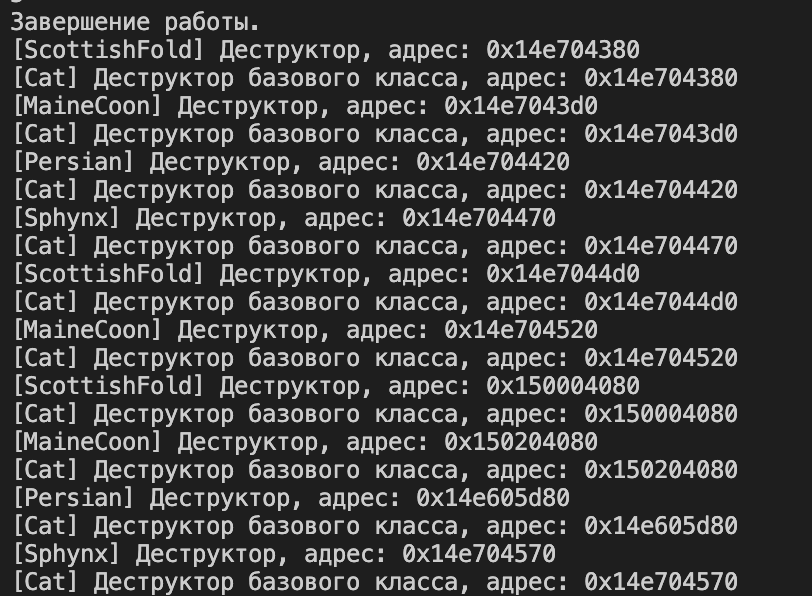 Завершение работы.
[ScottishFold] Деструктор, адрес: 0x14e704380
[Cat] Деструктор базового класса, адрес: 0x14e704380
[MaineCoon] Деструктор, адрес: 0x14e7043d0
[Cat] Деструктор базового класса, адрес: 0x14e7043d0
[Persian] Деструктор, адрес: 0x14e704420
[Cat] Деструктор базового класса, адрес: 0x14e704420
[Sphynx] Деструктор, адрес: 0x14e704470
[Cat] Деструктор базового класса, адрес: 0x14e704470
[ScottishFold] Деструктор, адрес: 0x14e7044d0
[Cat] Деструктор базового класса, адрес: 0x14e7044d0
[MaineCoon] Деструктор, адрес: 0x14e704520
[Cat] Деструктор базового класса, адрес: 0x14e704520
[ScottishFold] Деструктор, адрес: 0x150004080
[Cat] Деструктор базового класса, адрес: 0x150004080
[MaineCoon] Деструктор, адрес: 0x150204080
[Cat] Деструктор базового класса, адрес: 0x150204080
[Persian] Деструктор, адрес: 0x14e605d80
[Cat] Деструктор базового класса, адрес: 0x14e605d80
[Sphynx] Деструктор, адрес: 0x14e704570
[Cat] Деструктор базового класса, адрес: 0x14e704570